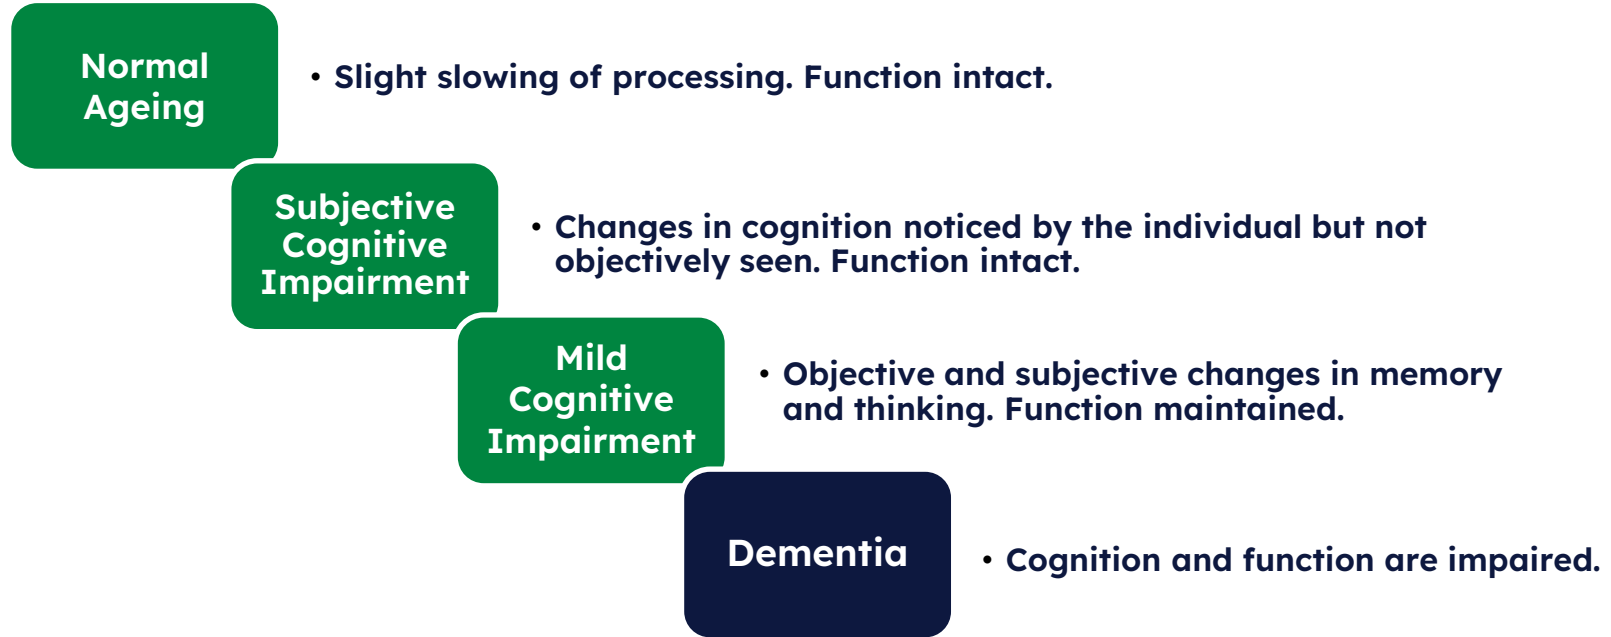 Normal
Ageing
• Slight slowing of processing. Function intact.
Subjective
Cognitive
Impairment
• Changes in cognition noticed by the individual but not
objectively seen. Function intact.
Mild
Cognitive
Impairment
• Objective and subjective changes in memory
and thinking. Function maintained.
Dementia
• Cognition and function are impaired.